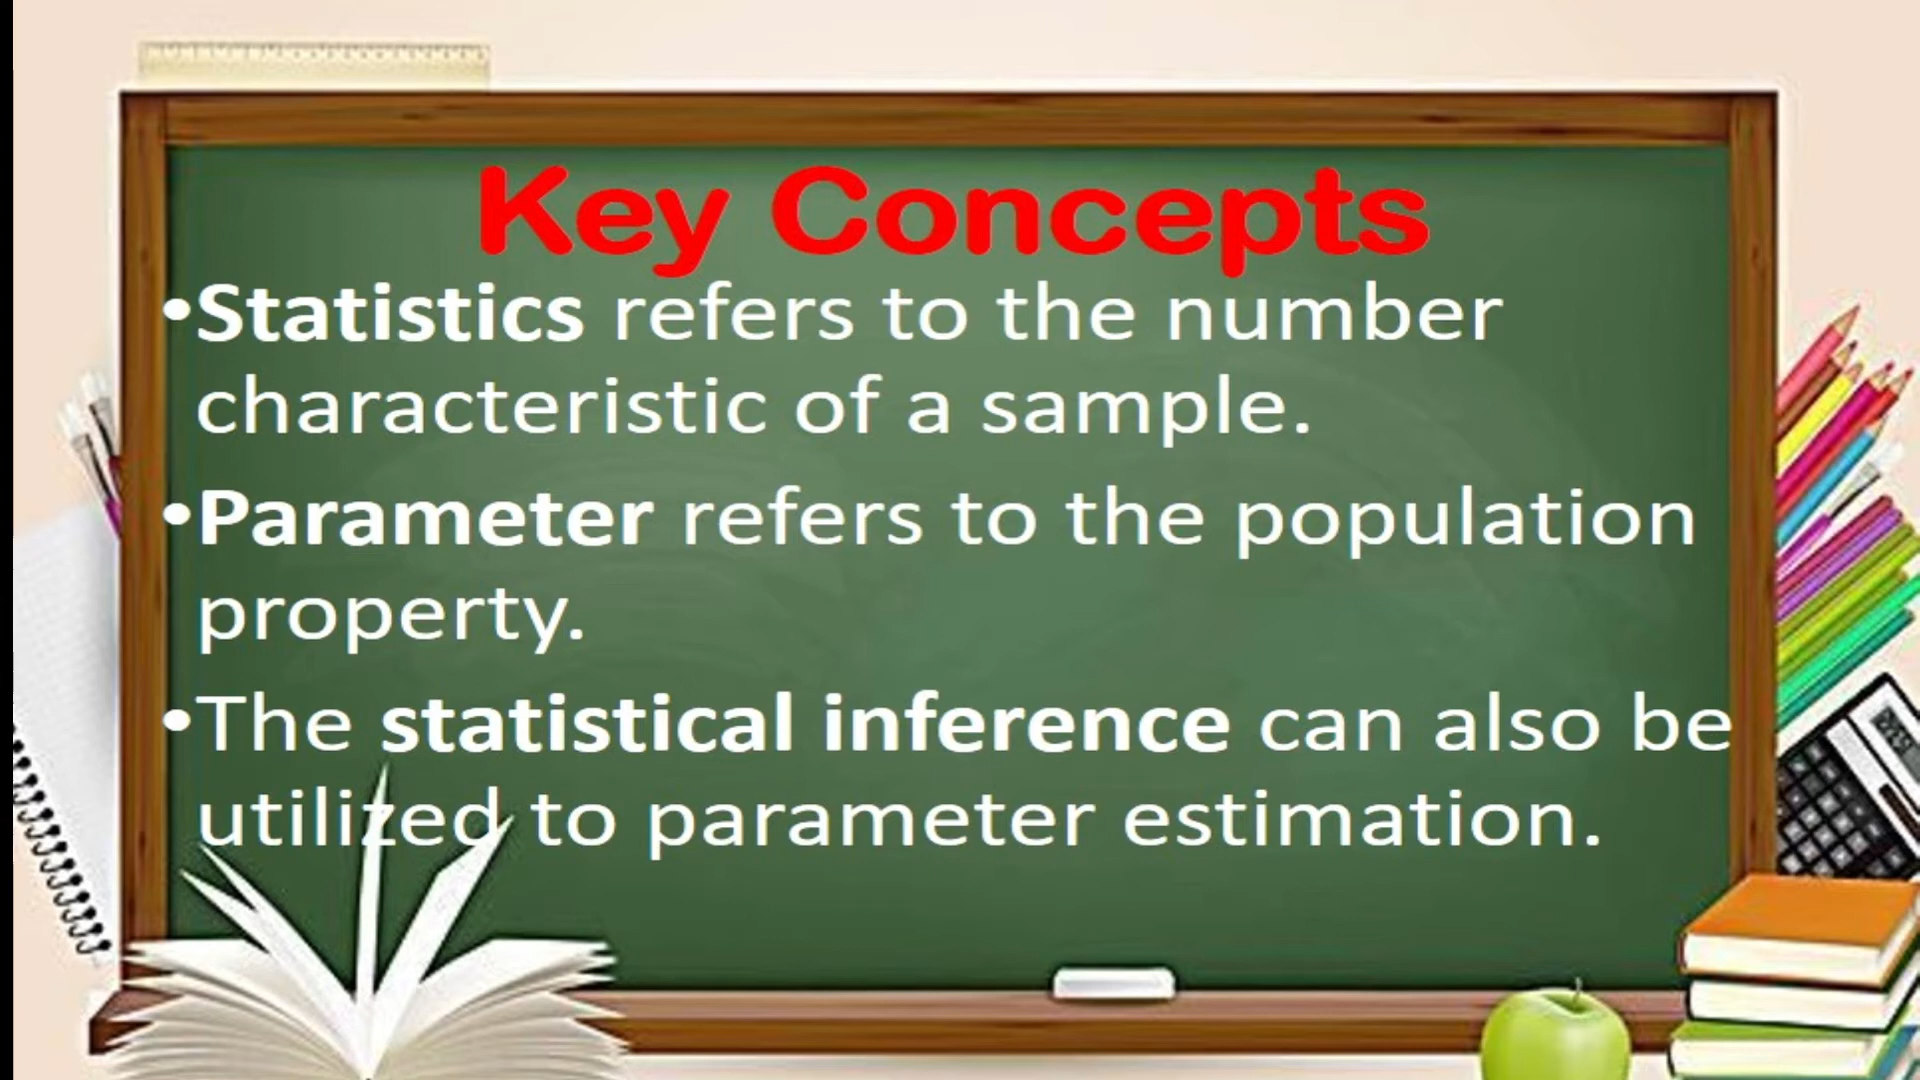 Key Concepts
•Statistics refers to the number
characteristic of a sample.
•Parameter refers to the population
property.
•The statistical inference can also be
utilized to parameter estimation.